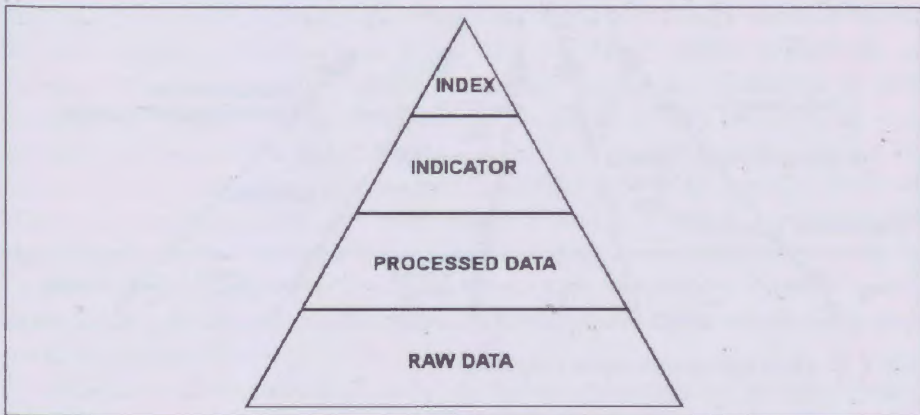 INDEX
INDICATOR
PROCESSED DATA
RAW DATA